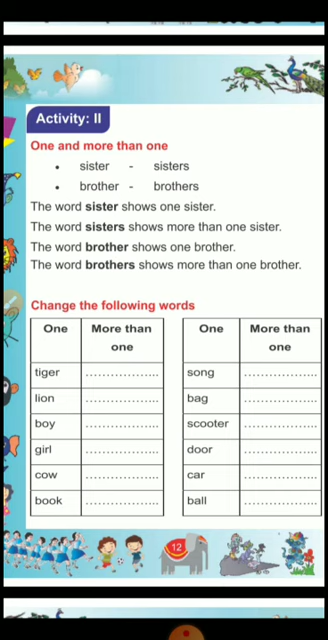 Activity: II
One and more than one
• sister - sisters
• brother - brothers
The word sister shows one sister.
The word sisters shows more than one sister.
The word brother shows one brother.
The word brothers shows more than one brother.
Change the following words
One More than one One More than one
tiger .................. song ..................
lion .................. bag ..................
boy .................. scooter ..................
girl .................. door ..................
cow .................. car ..................
book .................. ball ..................
12